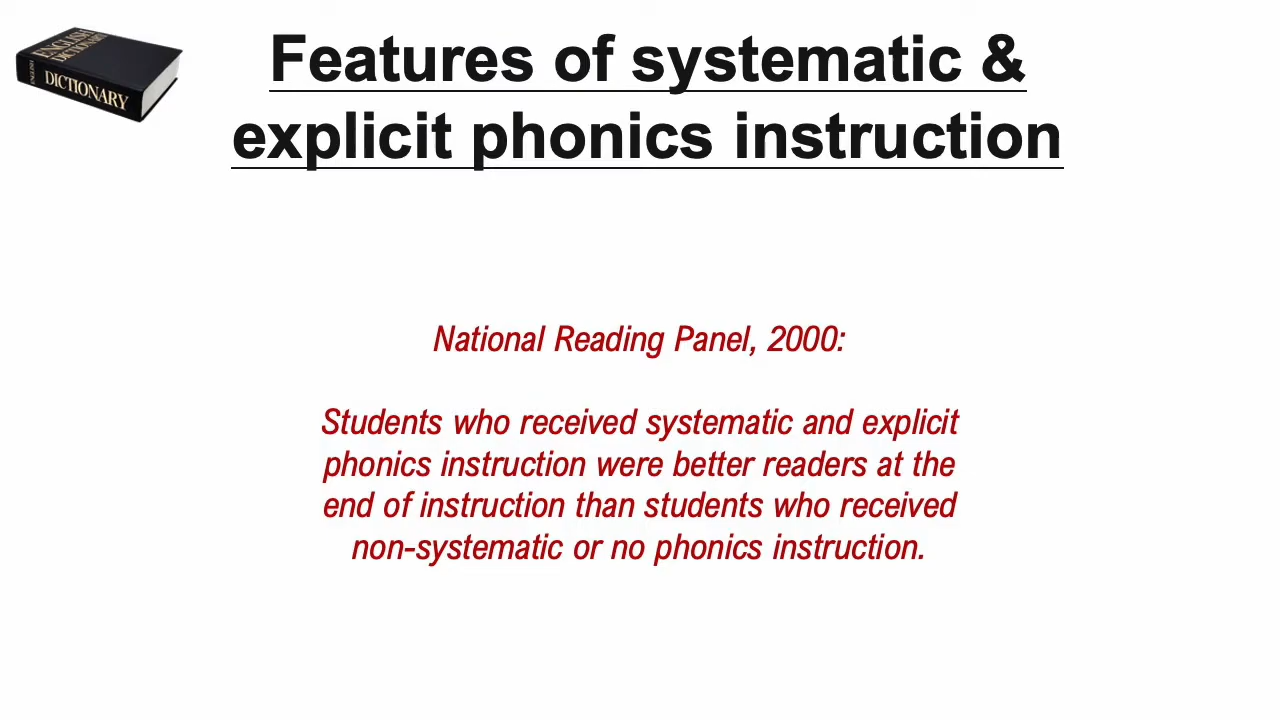 ENGLISH
DICTIONARY
ENGLISH
DICTIONARY
Features of systematic &
explicit phonics instruction
National Reading Panel, 2000:
Students who received systematic and explicit
phonics instruction were better readers at the
end of instruction than students who received
non-systematic or no phonics instruction.